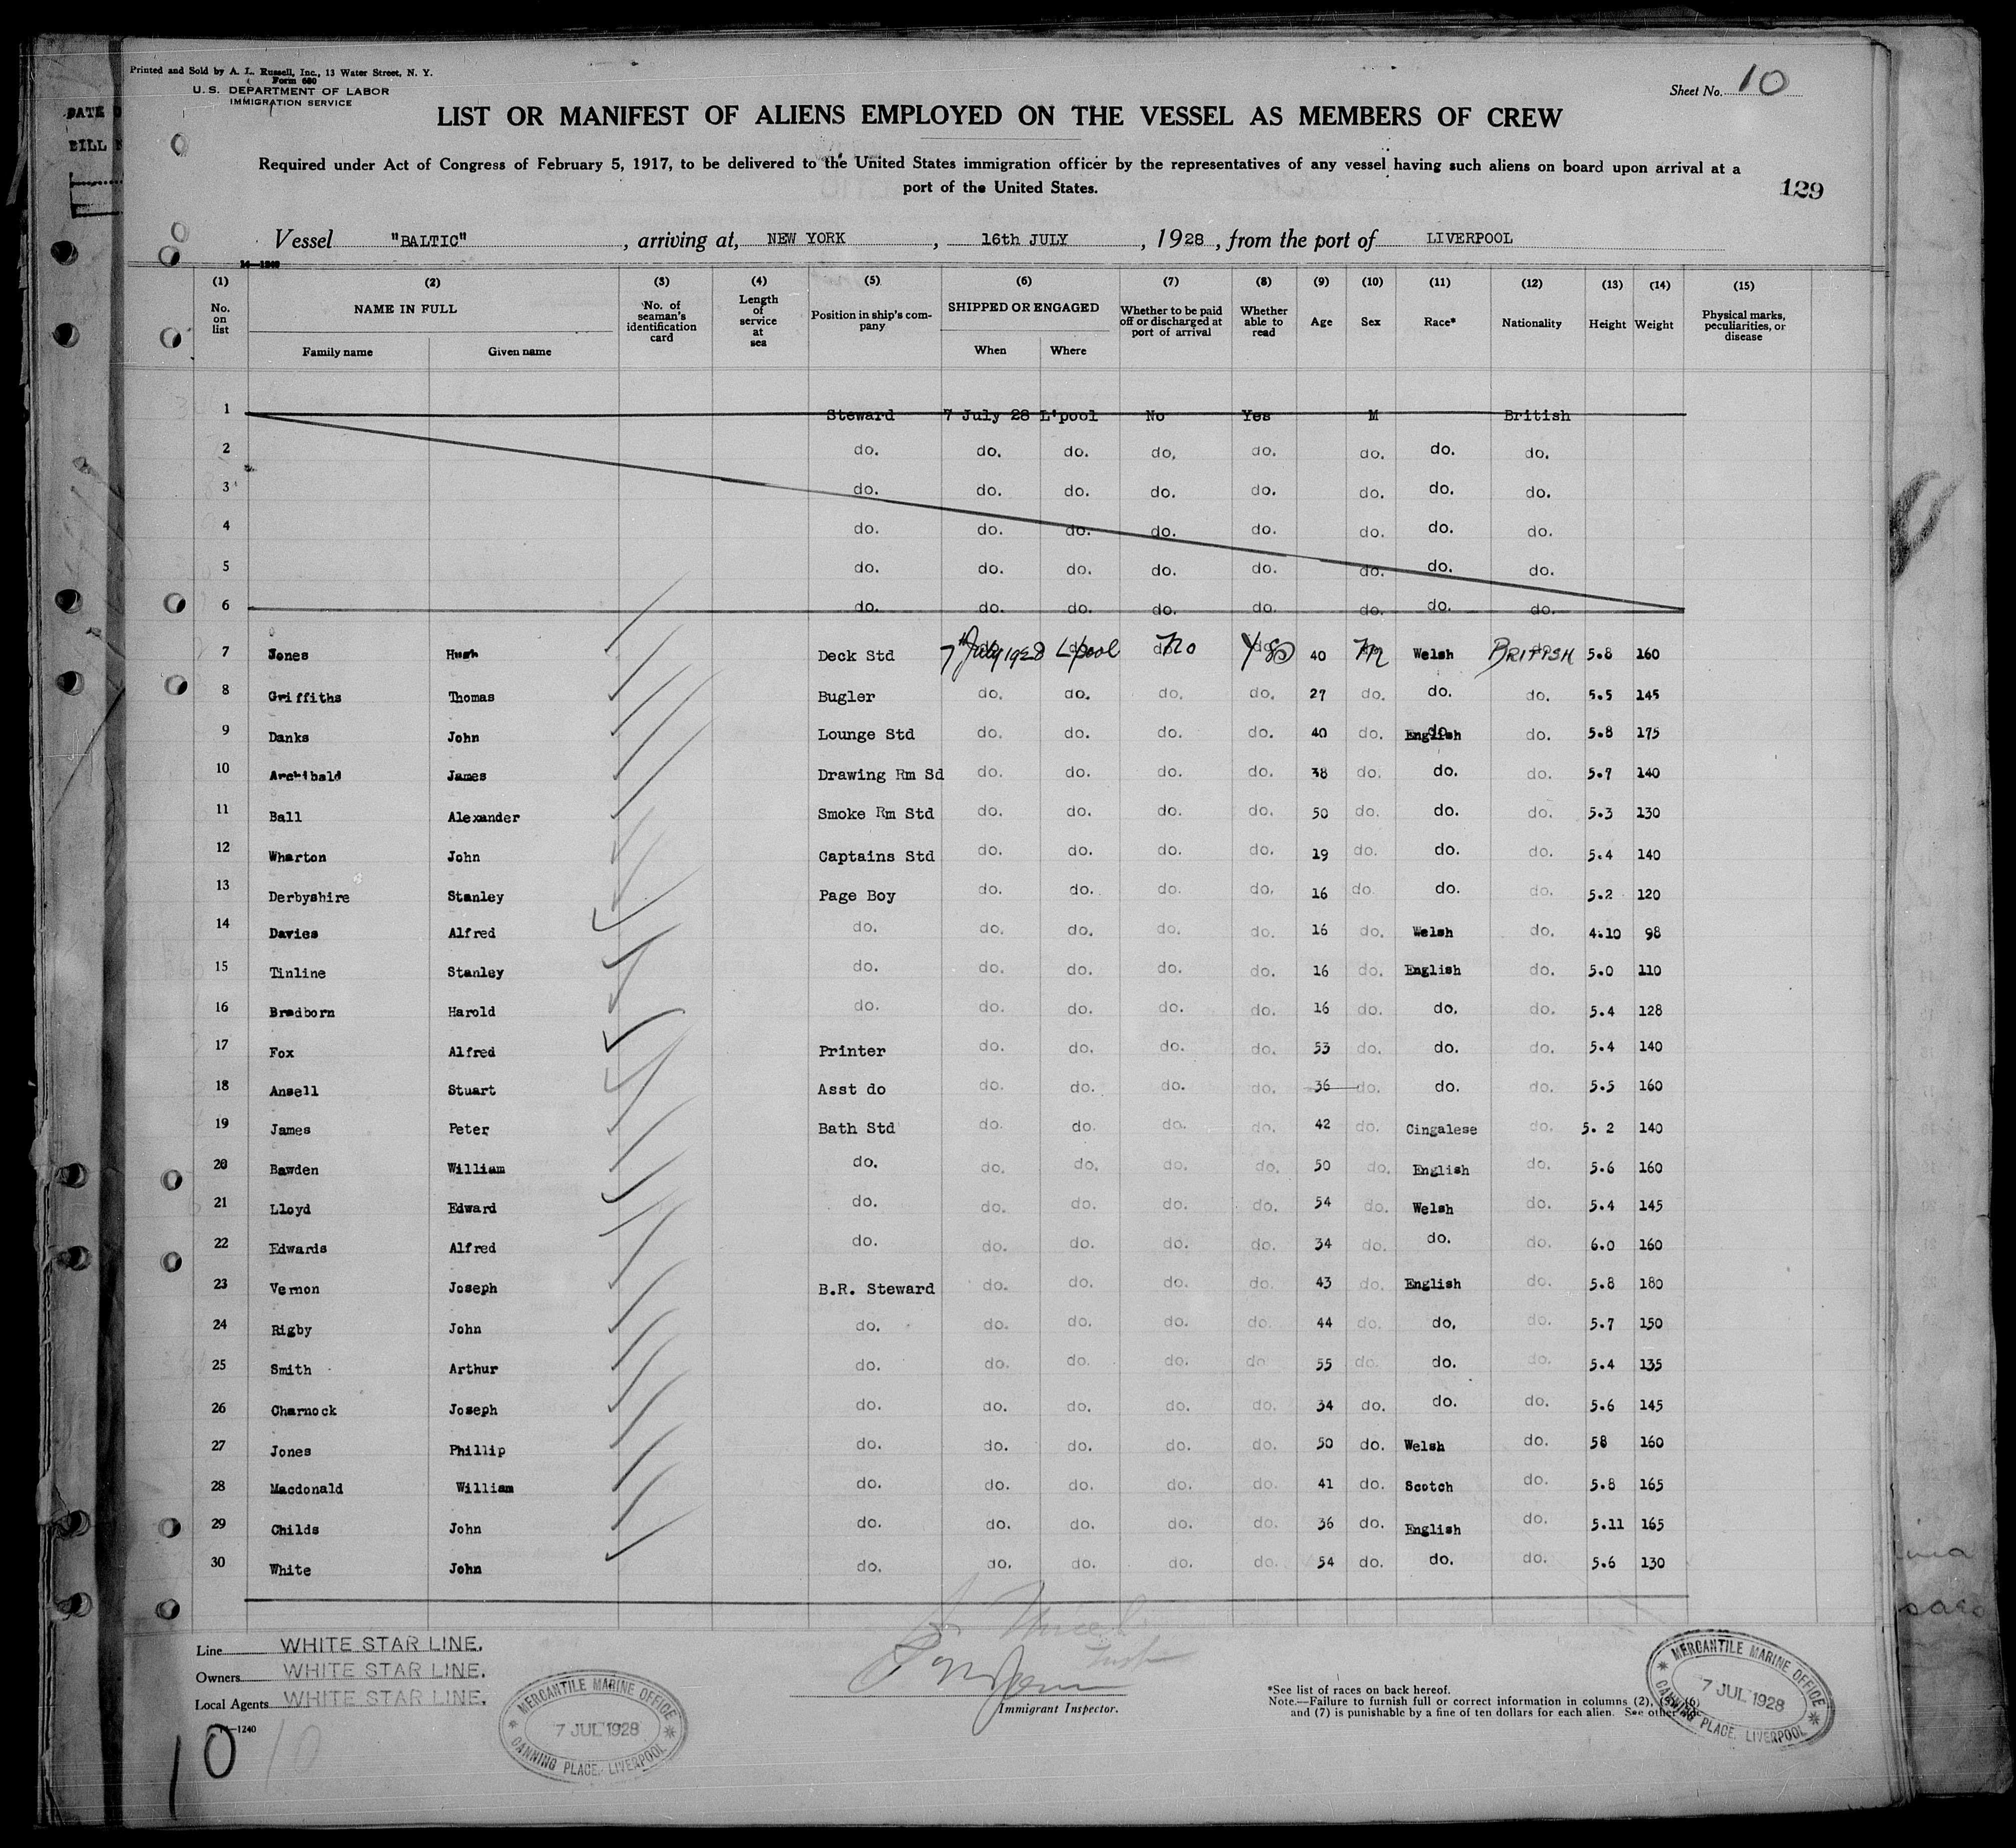 Printed and Sold by A. L. Russell, Inc., 13 Water Street, N. Y.
Form 680
U. S. DEPARTMENT OF LABOR
IMMIGRATION SERVICE
Sheet No. 10
LIST OR MANIFEST OF ALIENS EMPLOYED ON THE VESSEL AS MEMBERS OF CREW
Required under Act of Congress of February 5, 1917, to be delivered to the United States immigration officer by the representatives of any vessel having such aliens on board upon arrival at a
port of the United States.
129
Vessel "BALTIC", arriving at, NEW YORK, 16th JULY, 1928, from the port of LIVERPOOL
14—1240
(1) (2) (3) (4) (5) (6) (7) (8) (9) (10) (11) (12) (13) (14) (15)
No. on list NAME IN FULL Family name Given name No. of seaman's identification card Length of service at sea Position in ship's company SHIPPED OR ENGAGED When Where Whether to be paid off or discharged at port of arrival Whether able to read Age Sex Race* Nationality Height Weight Physical marks, peculiarities, or disease
1 Steward 7 July 28 L'pool No Yes M British
2 do. do. do. do. do. do. do. do.
3 do. do. do. do. do. do. do. do.
4 do. do. do. do. do. do. do. do.
5 do. do. do. do. do. do. do. do.
6 do. do. do. do. do. do. do. do.
7 Jones Hugh Deck Std 7th July 1928 L'pool No Yes 40 M Welsh BRITISH 5.8 160
8 Griffiths Thomas Bugler do. do. do. do. 27 do. do. do. 5.5 145
9 Danks John Lounge Std do. do. do. do. 40 do. English do. 5.8 175
10 Archibald James Drawing Rm Sd do. do. do. do. 38 do. do. do. 5.7 140
11 Ball Alexander Smoke Rm Std do. do. do. do. 50 do. do. do. 5.3 130
12 Wharton John Captains Std do. do. do. do. 19 do. do. do. 5.4 140
13 Derbyshire Stanley Page Boy do. do. do. do. 16 do. do. do. 5.2 120
14 Davies Alfred do. do. do. do. do. 16 do. Welsh do. 4.10 98
15 Tinline Stanley do. do. do. do. do. 16 do. English do. 5.0 110
16 Bradborn Harold do. do. do. do. do. 16 do. do. do. 5.4 128
17 Fox Alfred Printer do. do. do. do. 53 do. do. do. 5.4 140
18 Ansell Stuart Asst do do. do. do. do. 36 do. do. do. 5.5 160
19 James Peter Bath Std do. do. do. do. 42 do. Cingalese do. 5. 2 140
20 Bawden William do. do. do. do. do. 50 do. English do. 5.6 160
21 Lloyd Edward do. do. do. do. do. 54 do. Welsh do. 5.4 145
22 Edwards Alfred do. do. do. do. do. 34 do. do. do. 6.0 160
23 Vernon Joseph B.R. Steward do. do. do. do. 43 do. English do. 5.8 180
24 Rigby John do. do. do. do. do. 44 do. do. do. 5.7 150
25 Smith Arthur do. do. do. do. do 55 do. do. do. 5.4 135
26 Charnock Joseph do. do. do. do. do. 34 do. do. do. 5.6 145
27 Jones Phillip do. do. do. do. do. 50 do. Welsh do. 58 160
28 Macdonald William do. do. do. do. do. 41 do. Scotch do. 5.8 165
29 Childs John do. do. do. do. do. 36 do. English do. 5.11 165
30 White John do. do. do. do. do. 54 do. do. do. 5.6 130
Line WHITE STAR LINE.
Owners WHITE STAR LINE.
Local Agents WHITE STAR LINE.
14—1240
10 10
MERCANTILE MARINE OFFICE
7 JUL 1928
CANNING PLACE, LIVERPOOL
Immigrant Inspector.
*See list of races on back hereof.
Note.—Failure to furnish full or correct information in columns (2), (5), (6)
and (7) is punishable by a fine of ten dollars for each alien. See other
MERCANTILE MARINE OFFICE
7 JUL 1928
CANNING PLACE, LIVERPOOL